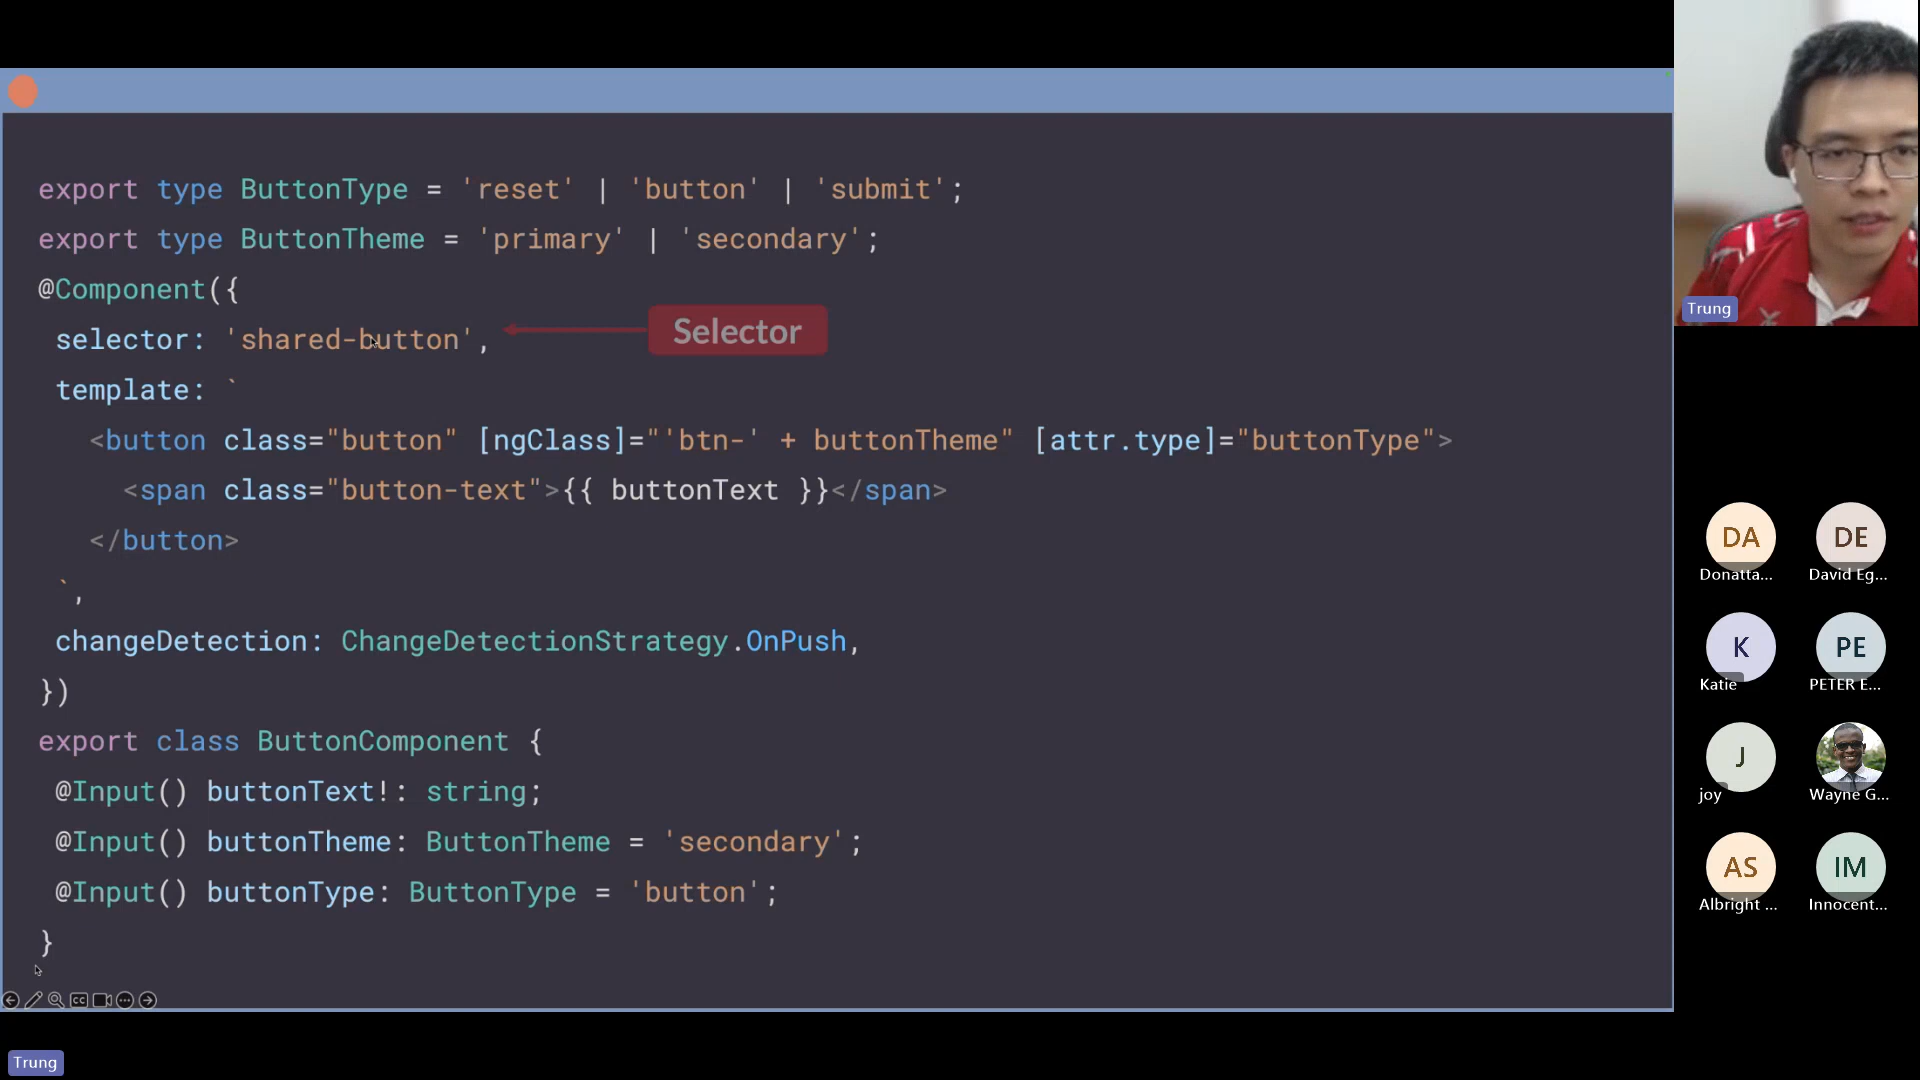 export type ButtonType = 'reset' | 'button' | 'submit';
export type ButtonTheme = 'primary' | 'secondary';
@Component({
selector: 'shared-button',
Selector
template: `
<button class="button" [ngClass]="'btn-' + buttonTheme" [attr.type]="buttonType">
<span class="button-text">{{ buttonText }}</span>
</button>
`,
changeDetection: ChangeDetectionStrategy.OnPush,
})
export class ButtonComponent {
@Input() buttonText!: string;
@Input() buttonTheme: ButtonTheme = 'secondary';
@Input() buttonType: ButtonType = 'button';
}
CC
Trung
Trung
DA
Donatta...
DE
David Eg...
K
Katie
PE
PETER E...
J
joy
Wayne G...
AS
Albright ...
IM
Innocent...